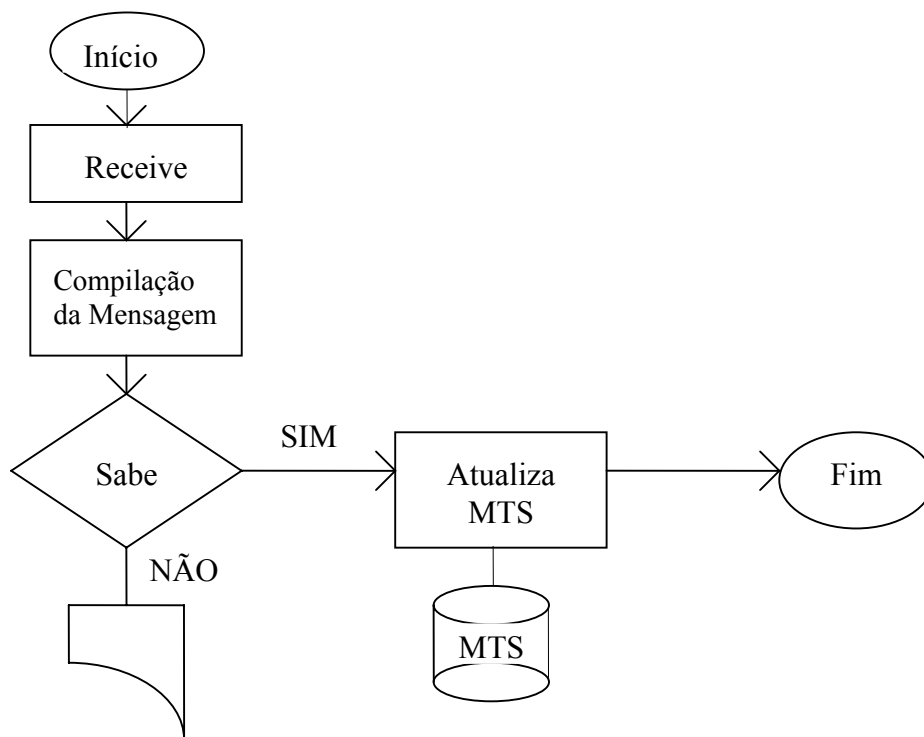 Início
Receive
Compilação
da Mensagem
Sabe
SIM
NÃO
Atualiza
MTS
MTS
Fim